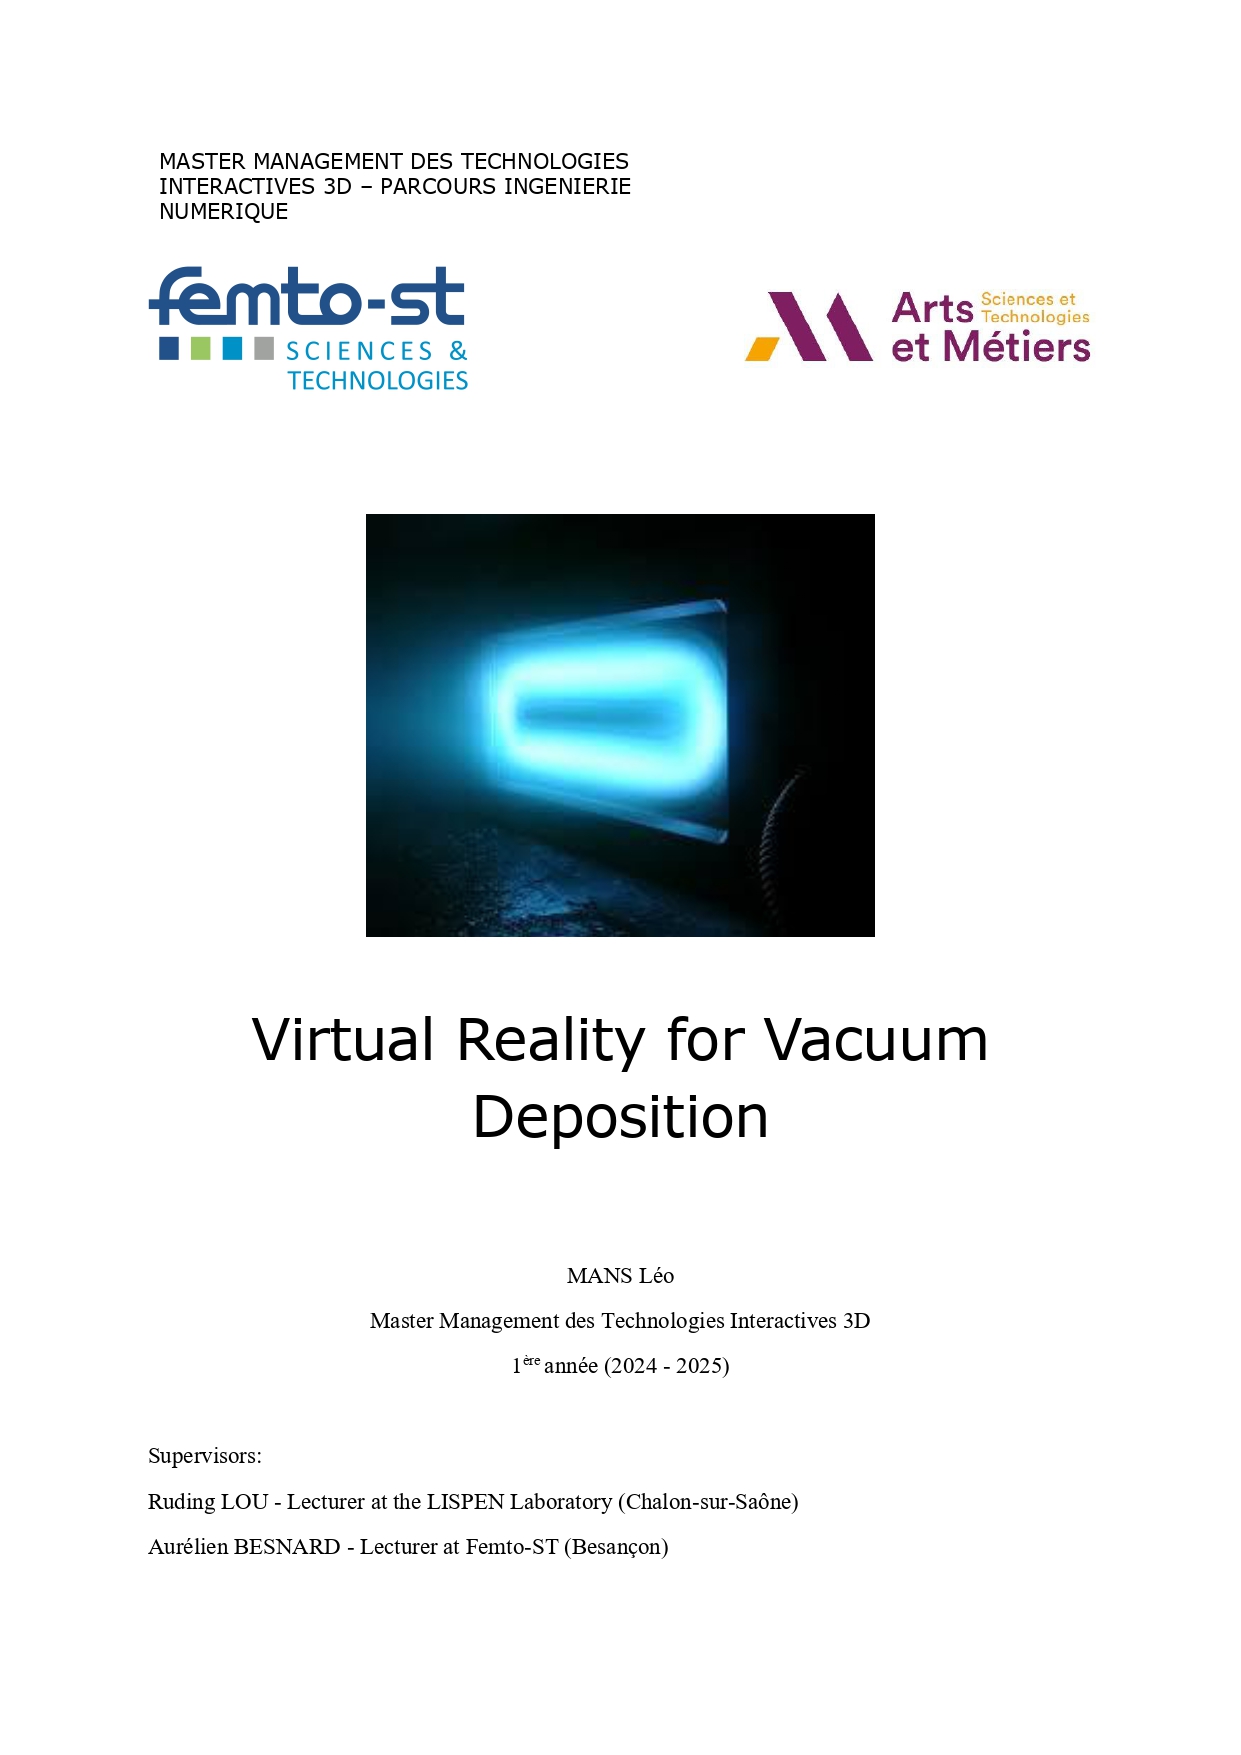 MASTER MANAGEMENT DES TECHNOLOGIES
INTERACTIVES 3D – PARCOURS INGENIERIE
NUMERIQUE
femto-st
SCIENCES &
TECHNOLOGIES
Arts Sciences et
Technologies
et Métiers
Virtual Reality for Vacuum
Deposition
MANS Léo
Master Management des Technologies Interactives 3D
1ère année (2024 - 2025)
Supervisors:
Ruding LOU - Lecturer at the LISPEN Laboratory (Chalon-sur-Saône)
Aurélien BESNARD - Lecturer at Femto-ST (Besançon)